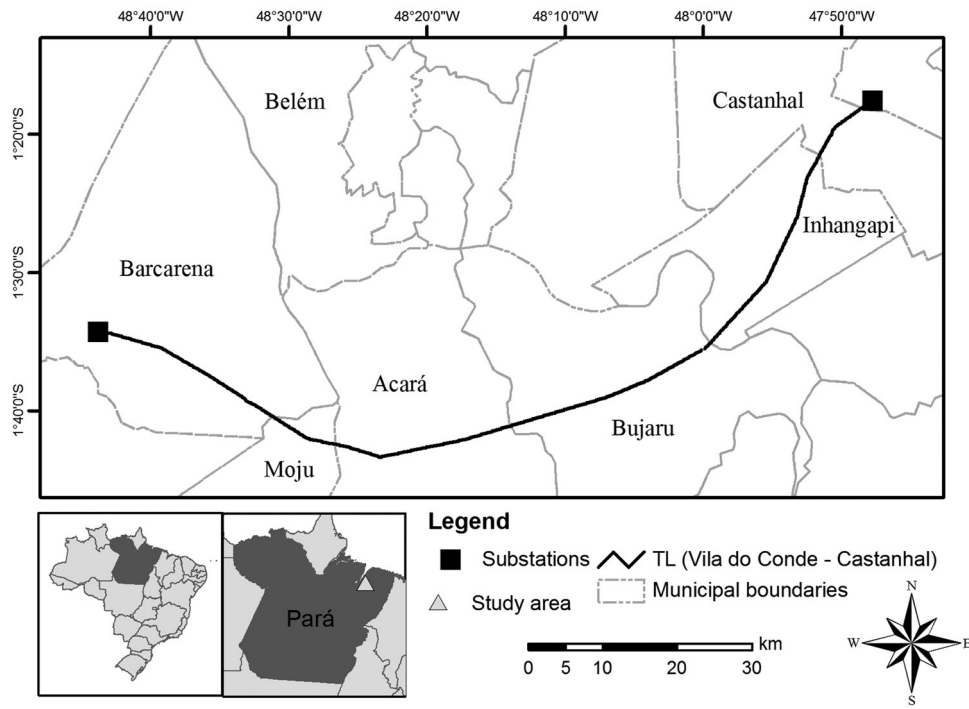 48°40'0"W 48°30'0"W 48°20'0"W 48°10'0"W 48°0'0"W 47°50'0"W
1°20'0"S
1°30'0"S
1°40'0"S
Belém
Castanhal
Inhangapi
Barcarena
Acará
Bujaru
Moju
Pará
Legend
Substations
TL (Vila do Conde - Castanhal)
Study area
Municipal boundaries
km
0 5 10 20 30
N
W
E
S